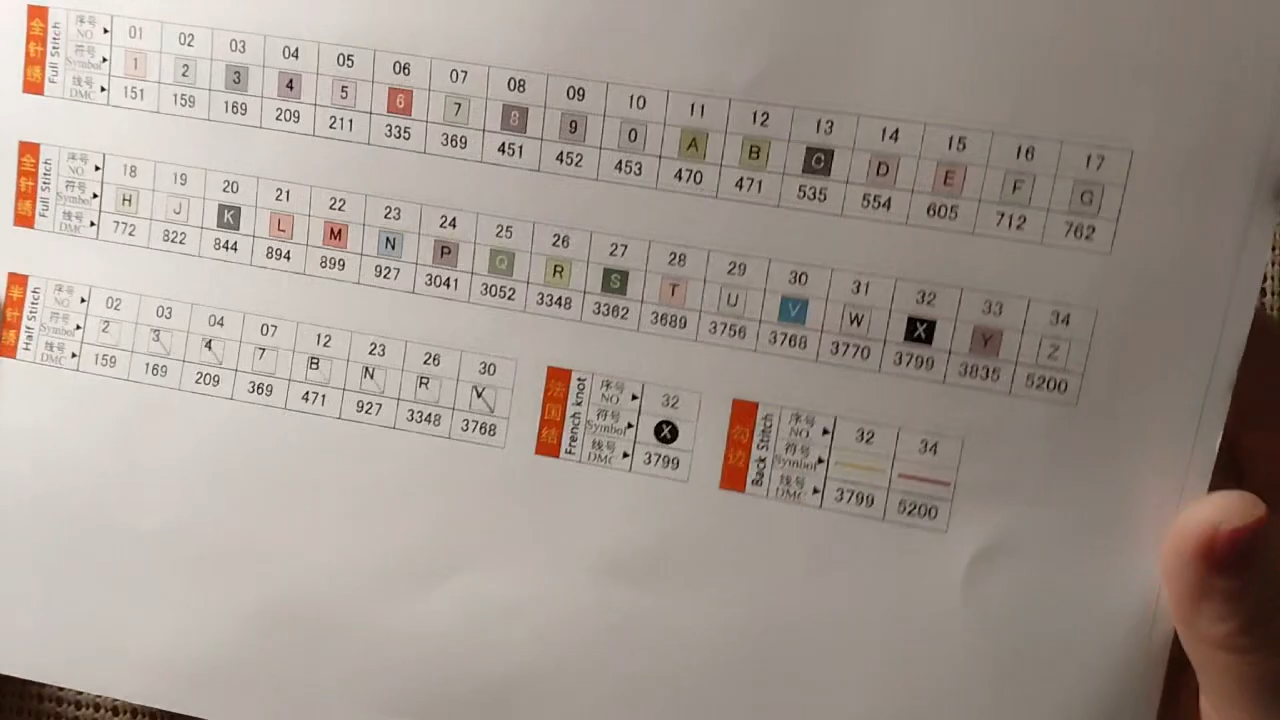 全针绣 Full Stitch
序号 NO 01 02 03 04 05 06 07 08 09 10 11 12 13 14 15 16 17
符号 Symbol 1 2 3 4 5 6 7 8 9 0 A B C D E F G
线号 DMC 151 159 169 209 211 335 369 451 452 453 470 471 535 554 605 712 762
全针绣 Full Stitch
序号 NO 18 19 20 21 22 23 24 25 26 27 28 29 30 31 32 33 34
符号 Symbol H J K L M N P Q R S T U V W X Y Z
线号 DMC 772 822 844 894 899 927 3041 3052 3348 3362 3689 3756 3768 3770 3799 3835 5200
半针绣 Half Stitch
序号 NO 02 03 04 07 12 23 26 30
符号 Symbol 2 3 4 7 B N R V
线号 DMC 159 169 209 369 471 927 3348 3768
法国结 French knot
序号 NO 32
符号 Symbol X
线号 DMC 3799
勾边 Back Stitch
序号 NO 32 34
符号 Symbol
线号 DMC 3799 5200